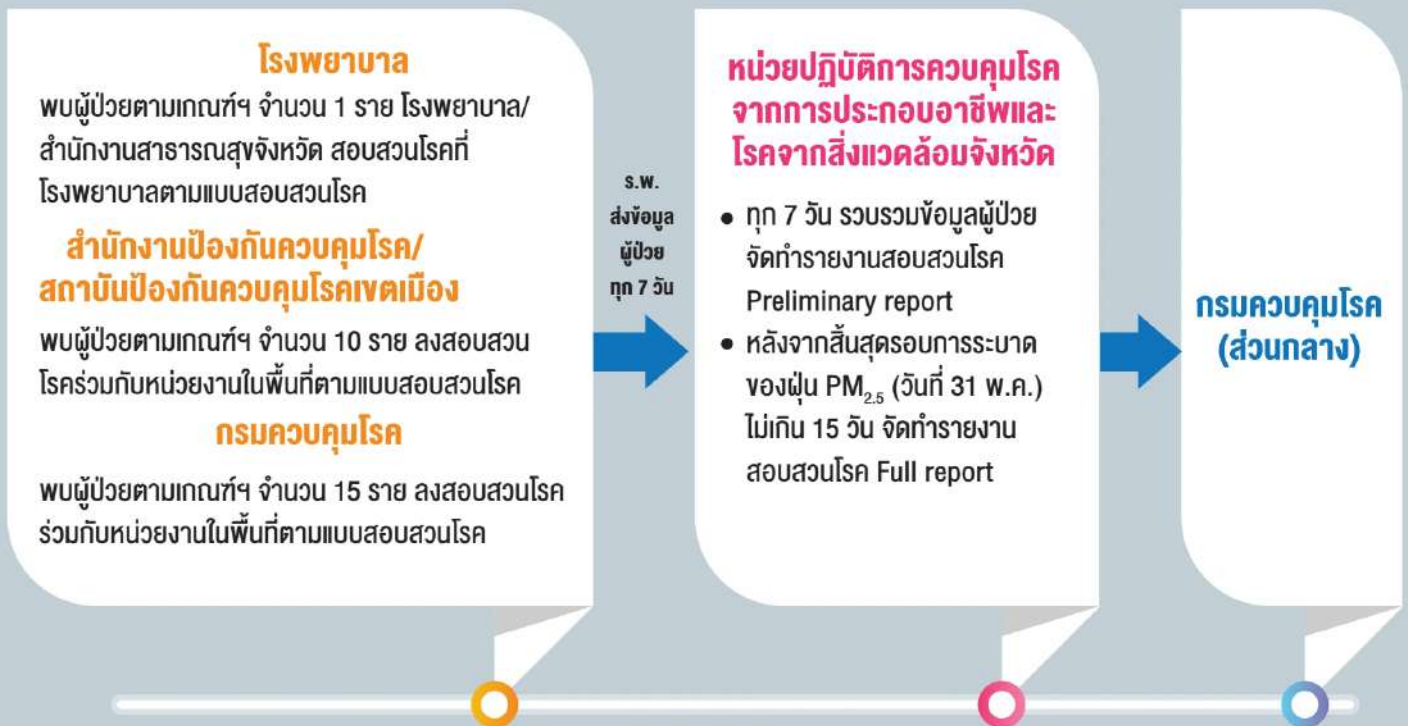 โรงพยาบาล
พบผู้ป่วยตามเกณฑ์ฯ จำนวน 1 ราย โรงพยาบาล/
สำนักงานสาธารณสุขจังหวัด สอบสวนโรคที่
โรงพยาบาลตามแบบสอบสวนโรค
สำนักงานป้องกันควบคุมโรค/
สถาบันป้องกันควบคุมโรคเขตเมือง
พบผู้ป่วยตามเกณฑ์ฯ จำนวน 10 ราย ลงสอบสวน
โรคร่วมกับหน่วยงานในพื้นที่ตามแบบสอบสวนโรค
กรมควบคุมโรค
พบผู้ป่วยตามเกณฑ์ฯ จำนวน 15 ราย ลงสอบสวนโรค
ร่วมกับหน่วยงานในพื้นที่ตามแบบสอบสวนโรค
ร.พ.
ส่งข้อมูล
ผู้ป่วย
ทุก 7 วัน
หน่วยปฏิบัติการควบคุมโรค
จากการประกอบอาชีพและ
โรคจากสิ่งแวดล้อมจังหวัด
• ทุก 7 วัน รวบรวมข้อมูลผู้ป่วย
จัดทำรายงานสอบสวนโรค
Preliminary report
• หลังจากสิ้นสุดรอบการระบาด
ของฝุ่น PM2.5 (วันที่ 31 พ.ค.)
ไม่เกิน 15 วัน จัดทำรายงาน
สอบสวนโรค Full report
กรมควบคุมโรค
(ส่วนกลาง)